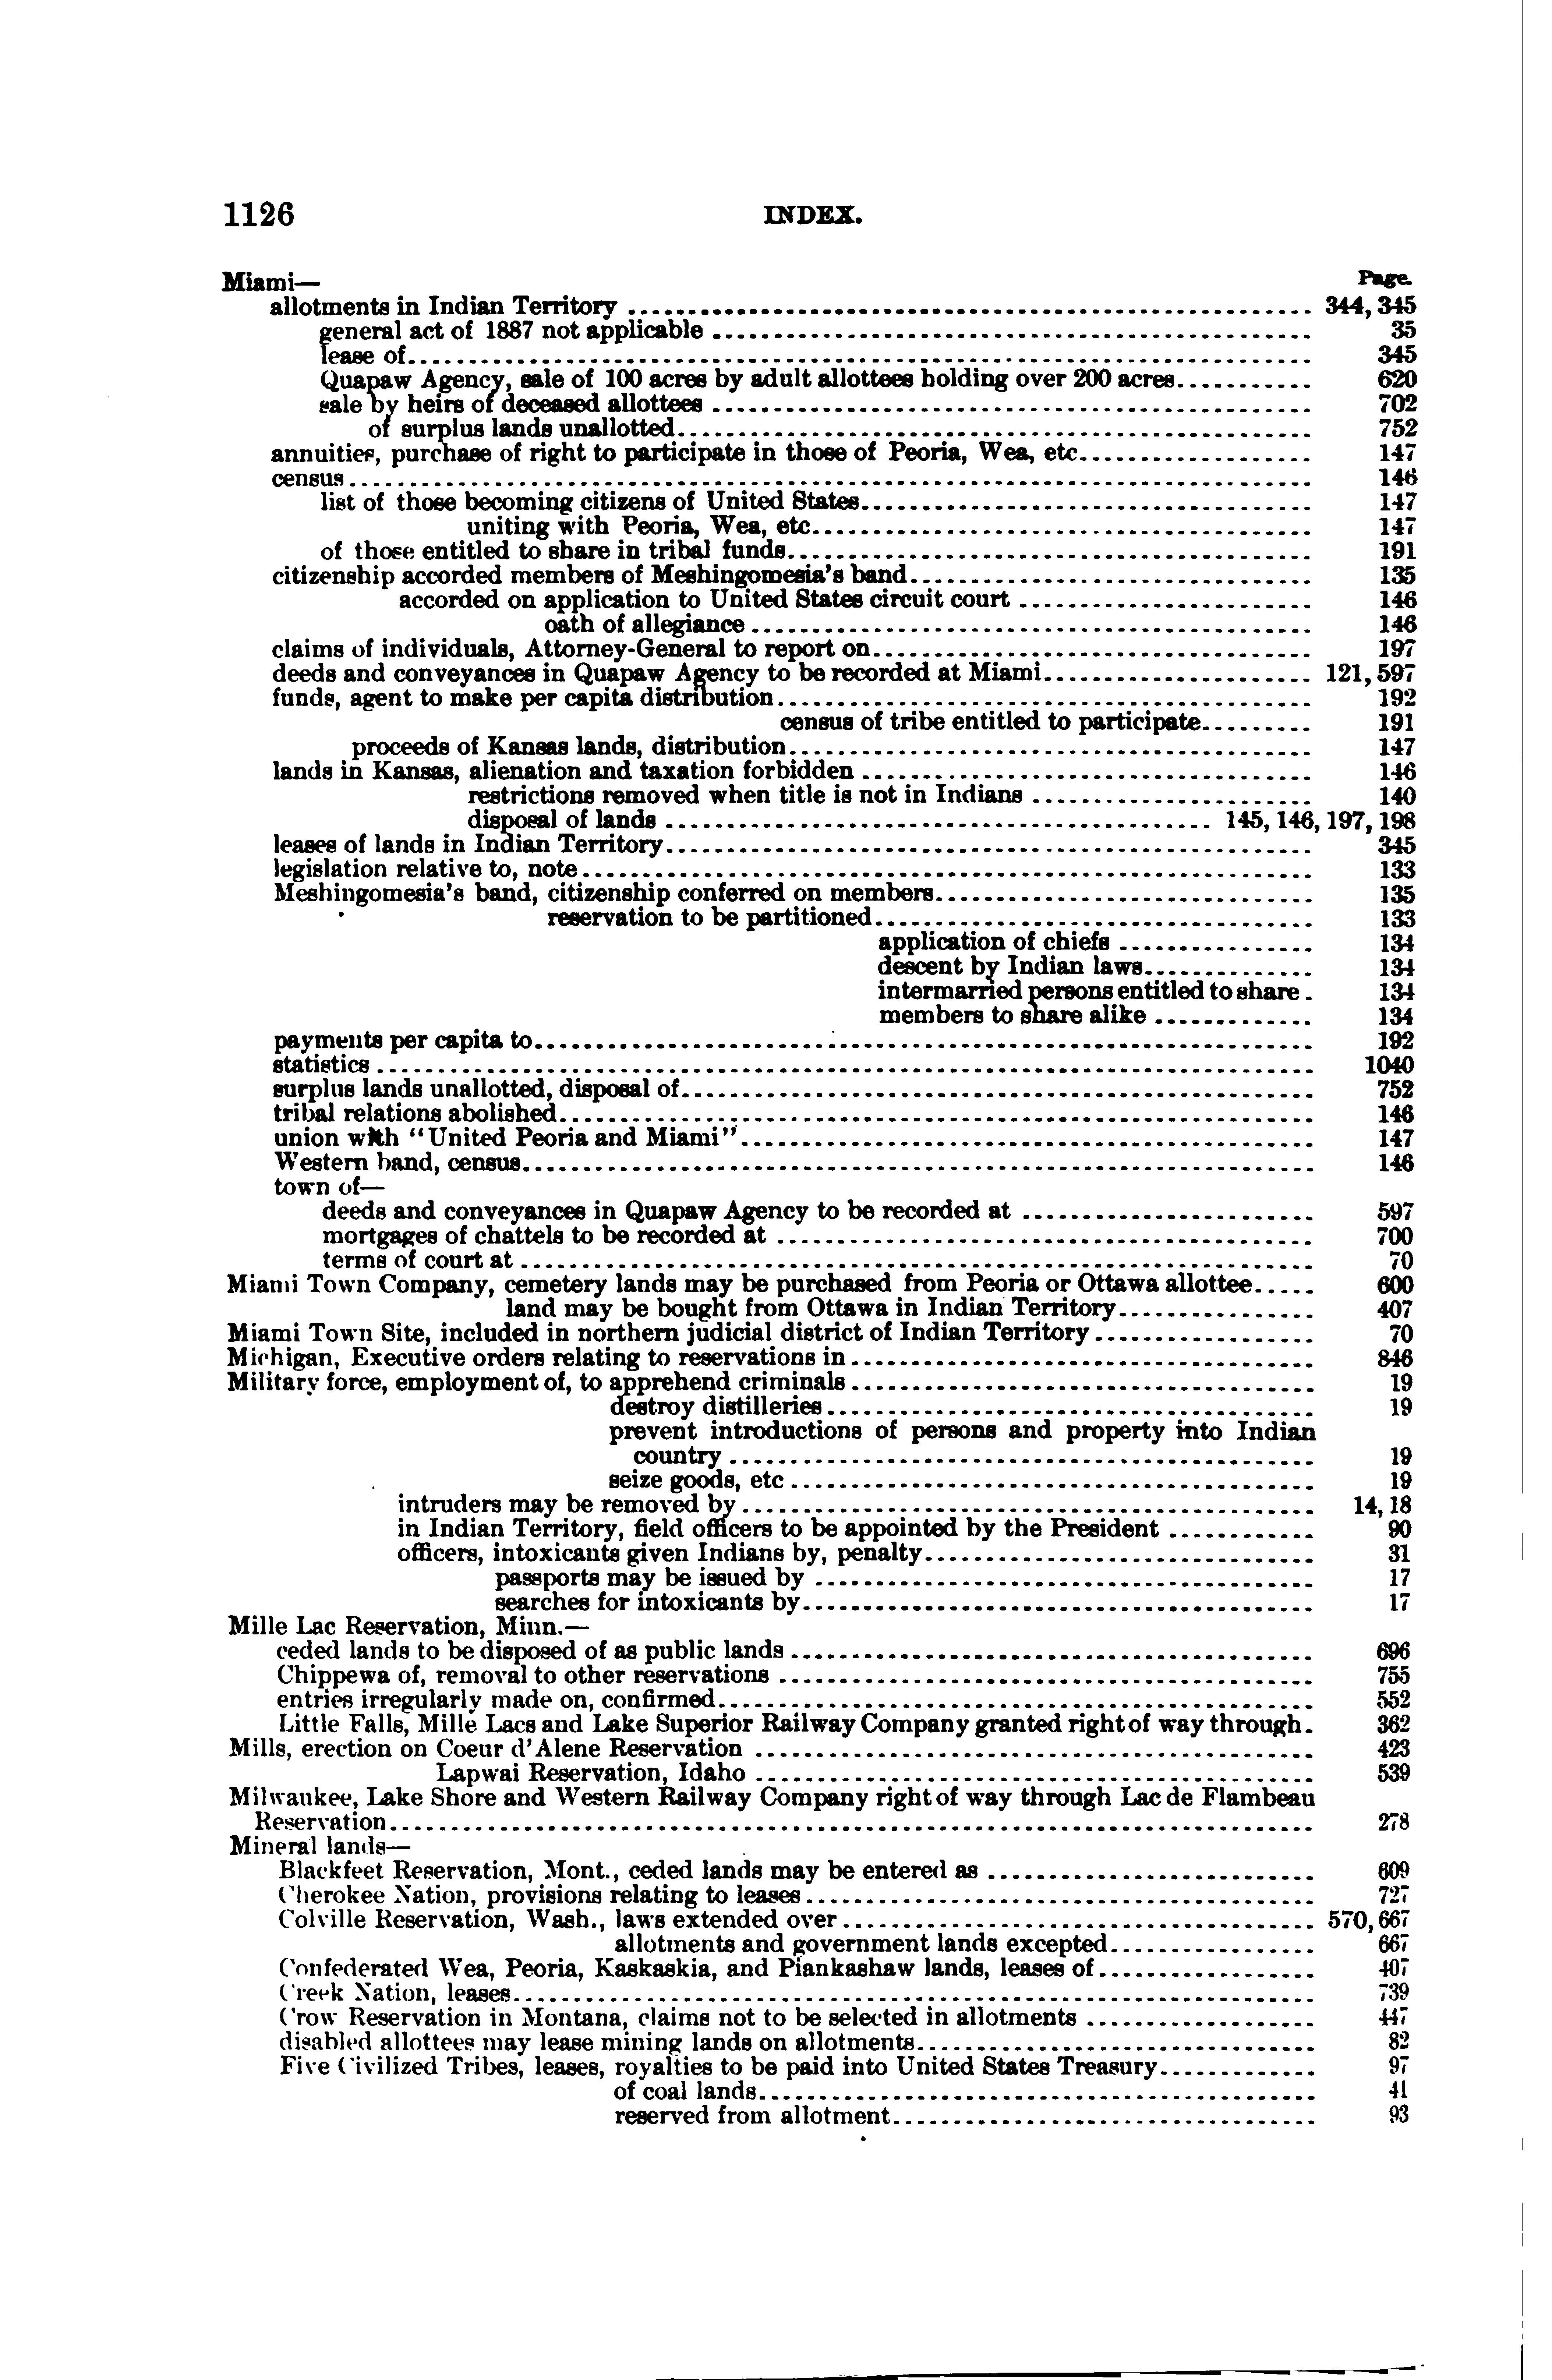 1126 INDEX.
Miami— Page.
allotments in Indian Territory ........ 344, 345
general act of 1887 not applicable ........ 35
lease of ........ 345
Quapaw Agency, sale of 100 acres by adult allottees holding over 200 acres ........ 620
sale by heirs of deceased allottees ........ 702
of surplus lands unallotted ........ 752
annuities, purchase of right to participate in those of Peoria, Wea, etc ........ 147
census ........ 146
list of those becoming citizens of United States ........ 147
uniting with Peoria, Wea, etc ........ 147
of those entitled to share in tribal funds ........ 191
citizenship accorded members of Meshingomesia's band ........ 135
accorded on application to United States circuit court ........ 146
oath of allegiance ........ 146
claims of individuals, Attorney-General to report on ........ 197
deeds and conveyances in Quapaw Agency to be recorded at Miami ........ 121, 597
funds, agent to make per capita distribution ........ 192
census of tribe entitled to participate ........ 191
proceeds of Kansas lands, distribution ........ 147
lands in Kansas, alienation and taxation forbidden ........ 146
restrictions removed when title is not in Indians ........ 140
disposal of lands ........ 145, 146, 197, 198
leases of lands in Indian Territory ........ 345
legislation relative to, note ........ 133
Meshingomesia's band, citizenship conferred on members ........ 135
reservation to be partitioned ........ 133
application of chiefs ........ 134
descent by Indian laws ........ 134
intermarried persons entitled to share . 134
members to share alike ........ 134
payments per capita to ........ 192
statistics ........ 1040
surplus lands unallotted, disposal of ........ 752
tribal relations abolished ........ 146
union with "United Peoria and Miami" ........ 147
Western band, census ........ 146
town of—
deeds and conveyances in Quapaw Agency to be recorded at ........ 597
mortgages of chattels to be recorded at ........ 700
terms of court at ........ 70
Miami Town Company, cemetery lands may be purchased from Peoria or Ottawa allottee ..... 600
land may be bought from Ottawa in Indian Territory ........ 407
Miami Town Site, included in northern judicial district of Indian Territory ........ 70
Michigan, Executive orders relating to reservations in ........ 846
Military force, employment of, to apprehend criminals ........ 19
destroy distilleries ........ 19
prevent introductions of persons and property into Indian
country ........ 19
seize goods, etc ........ 19
intruders may be removed by ........ 14, 18
in Indian Territory, field officers to be appointed by the President ........ 90
officers, intoxicants given Indians by, penalty ........ 31
passports may be issued by ........ 17
searches for intoxicants by ........ 17
Mille Lac Reservation, Minn.—
ceded lands to be disposed of as public lands ........ 696
Chippewa of, removal to other reservations ........ 755
entries irregularly made on, confirmed ........ 552
Little Falls, Mille Lacs and Lake Superior Railway Company granted right of way through . 362
Mills, erection on Coeur d'Alene Reservation ........ 423
Lapwai Reservation, Idaho ........ 539
Milwaukee, Lake Shore and Western Railway Company right of way through Lac de Flambeau
Reservation ........ 278
Mineral lands—
Blackfeet Reservation, Mont., ceded lands may be entered as ........ 609
Cherokee Nation, provisions relating to leases ........ 727
Colville Reservation, Wash., laws extended over ........ 570, 667
allotments and government lands excepted ........ 667
Confederated Wea, Peoria, Kaskaskia, and Piankashaw lands, leases of ........ 407
Creek Nation, leases ........ 739
Crow Reservation in Montana, claims not to be selected in allotments ........ 447
disabled allottees may lease mining lands on allotments ........ 82
Five Civilized Tribes, leases, royalties to be paid into United States Treasury ........ 97
of coal lands ........ 41
reserved from allotment ........ 93